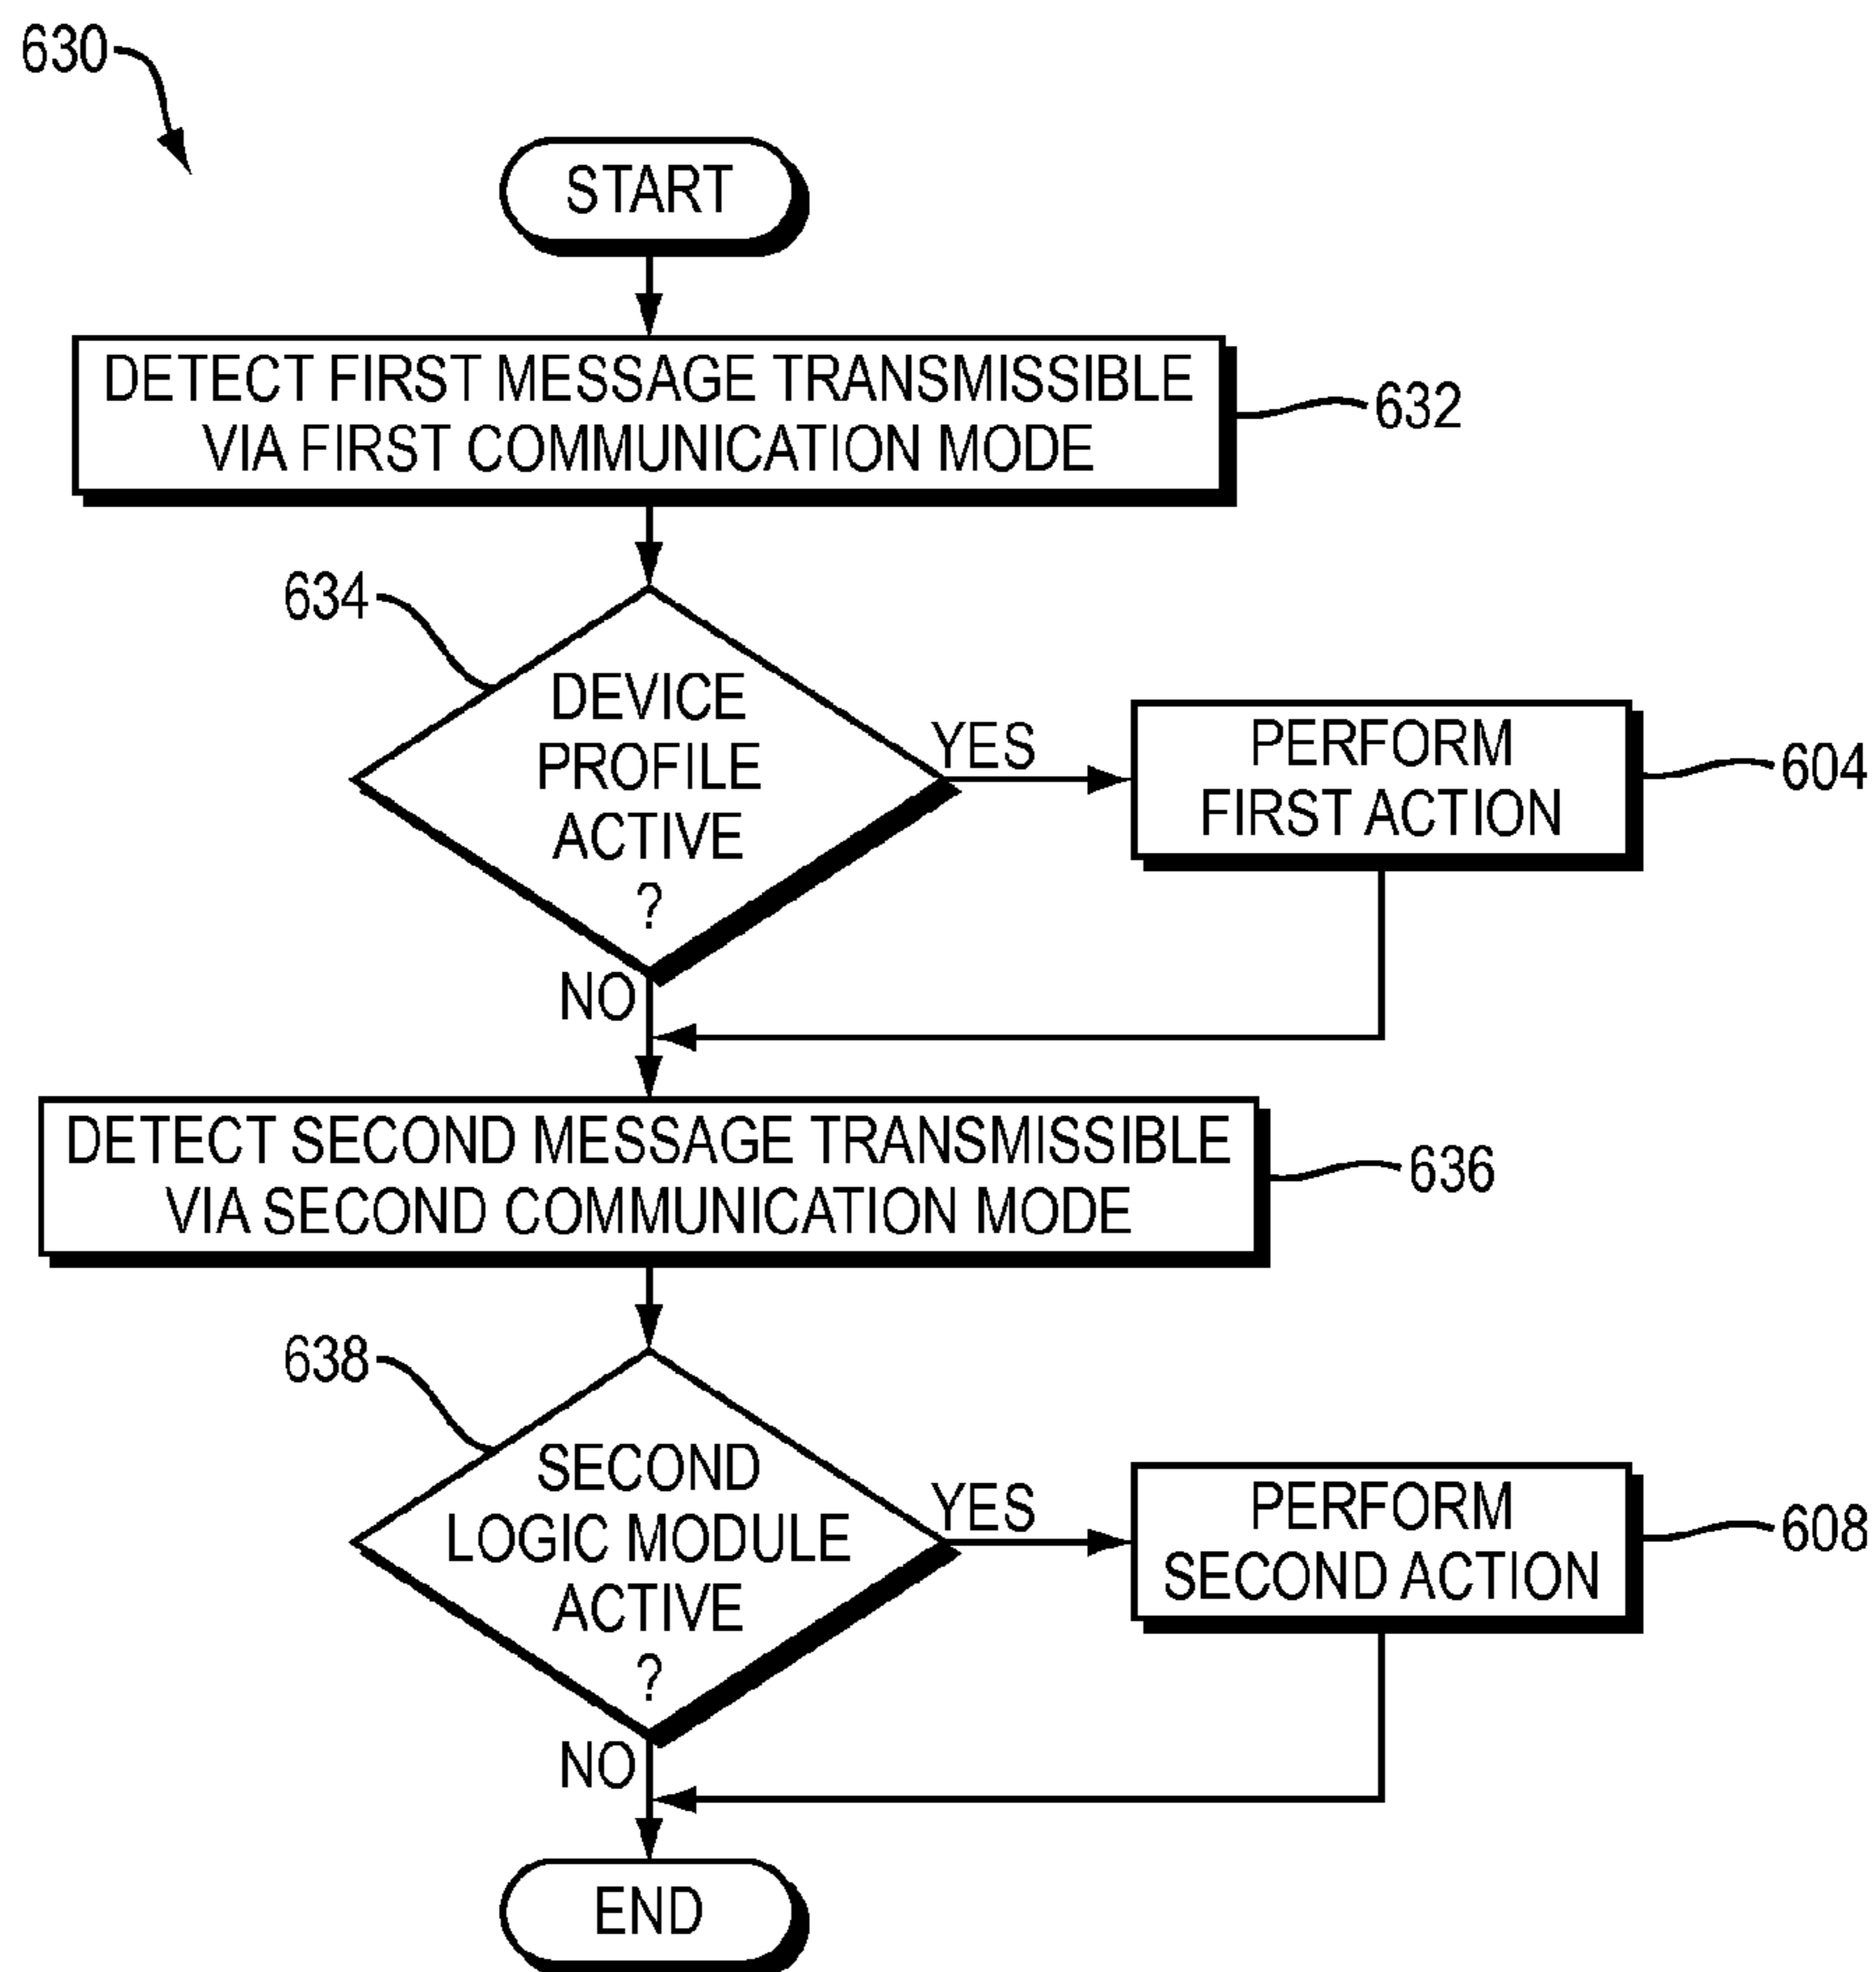 630
START
DETECT FIRST MESSAGE TRANSMISSIBLE
VIA FIRST COMMUNICATION MODE
632
634
DEVICE
PROFILE
ACTIVE
?
YES
PERFORM
FIRST ACTION
604
NO
DETECT SECOND MESSAGE TRANSMISSIBLE
VIA SECOND COMMUNICATION MODE
636
638
SECOND
LOGIC MODULE
ACTIVE
?
YES
PERFORM
SECOND ACTION
608
NO
END